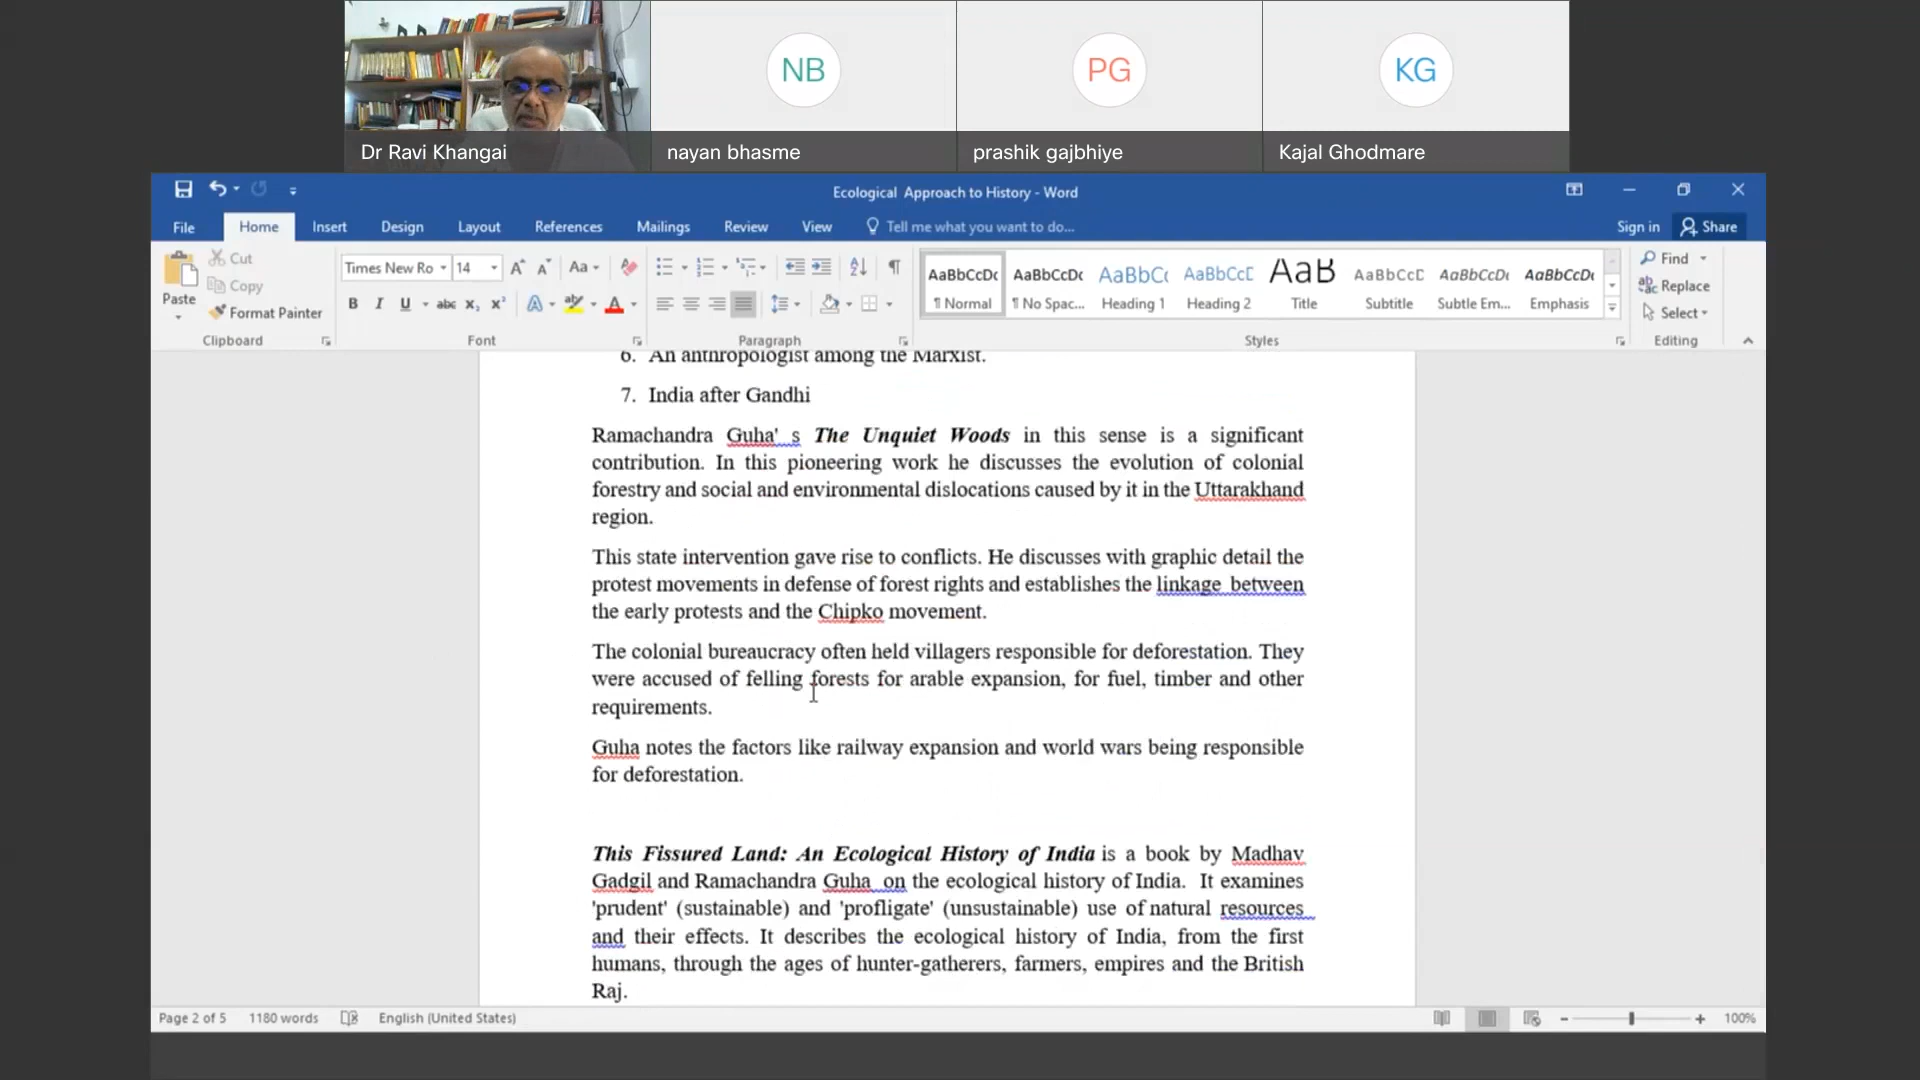 NB
PG
KG
Dr Ravi Khangai
nayan bhasme
prashik gajbhiye
Kajal Ghodmare
Ecological Approach to History - Word
File
Home
Insert
Design
Layout
References
Mailings
Review
View
Tell me what you want to do...
Sign in
Share
Paste
Cut
Copy
Format Painter
Clipboard
Times New Ro
14
Aa
B I U abc x₂ x²
A
Font
Paragraph
AaBbCcDc
¶ Normal
AaBbCcDc
¶ No Spac...
AaBbC(
Heading 1
AaBbCcE
Heading 2
AaB
Title
AaBbCcD
Subtitle
AaBbCcDı
Subtle Em...
AaBbCcDı
Emphasis
Styles
Find
Replace
Select
Editing
6. An anthropologist among the Marxist.
7. India after Gandhi
Ramachandra Guha' s The Unquiet Woods in this sense is a significant
contribution. In this pioneering work he discusses the evolution of colonial
forestry and social and environmental dislocations caused by it in the Uttarakhand
region.
This state intervention gave rise to conflicts. He discusses with graphic detail the
protest movements in defense of forest rights and establishes the linkage between
the early protests and the Chipko movement.
The colonial bureaucracy often held villagers responsible for deforestation. They
were accused of felling forests for arable expansion, for fuel, timber and other
requirements.
Guha notes the factors like railway expansion and world wars being responsible
for deforestation.
This Fissured Land: An Ecological History of India is a book by Madhav
Gadgil and Ramachandra Guha on the ecological history of India. It examines
'prudent' (sustainable) and 'profligate' (unsustainable) use of natural resources
and their effects. It describes the ecological history of India, from the first
humans, through the ages of hunter-gatherers, farmers, empires and the British
Raj.
Page 2 of 5
1180 words
English (United States)
100%